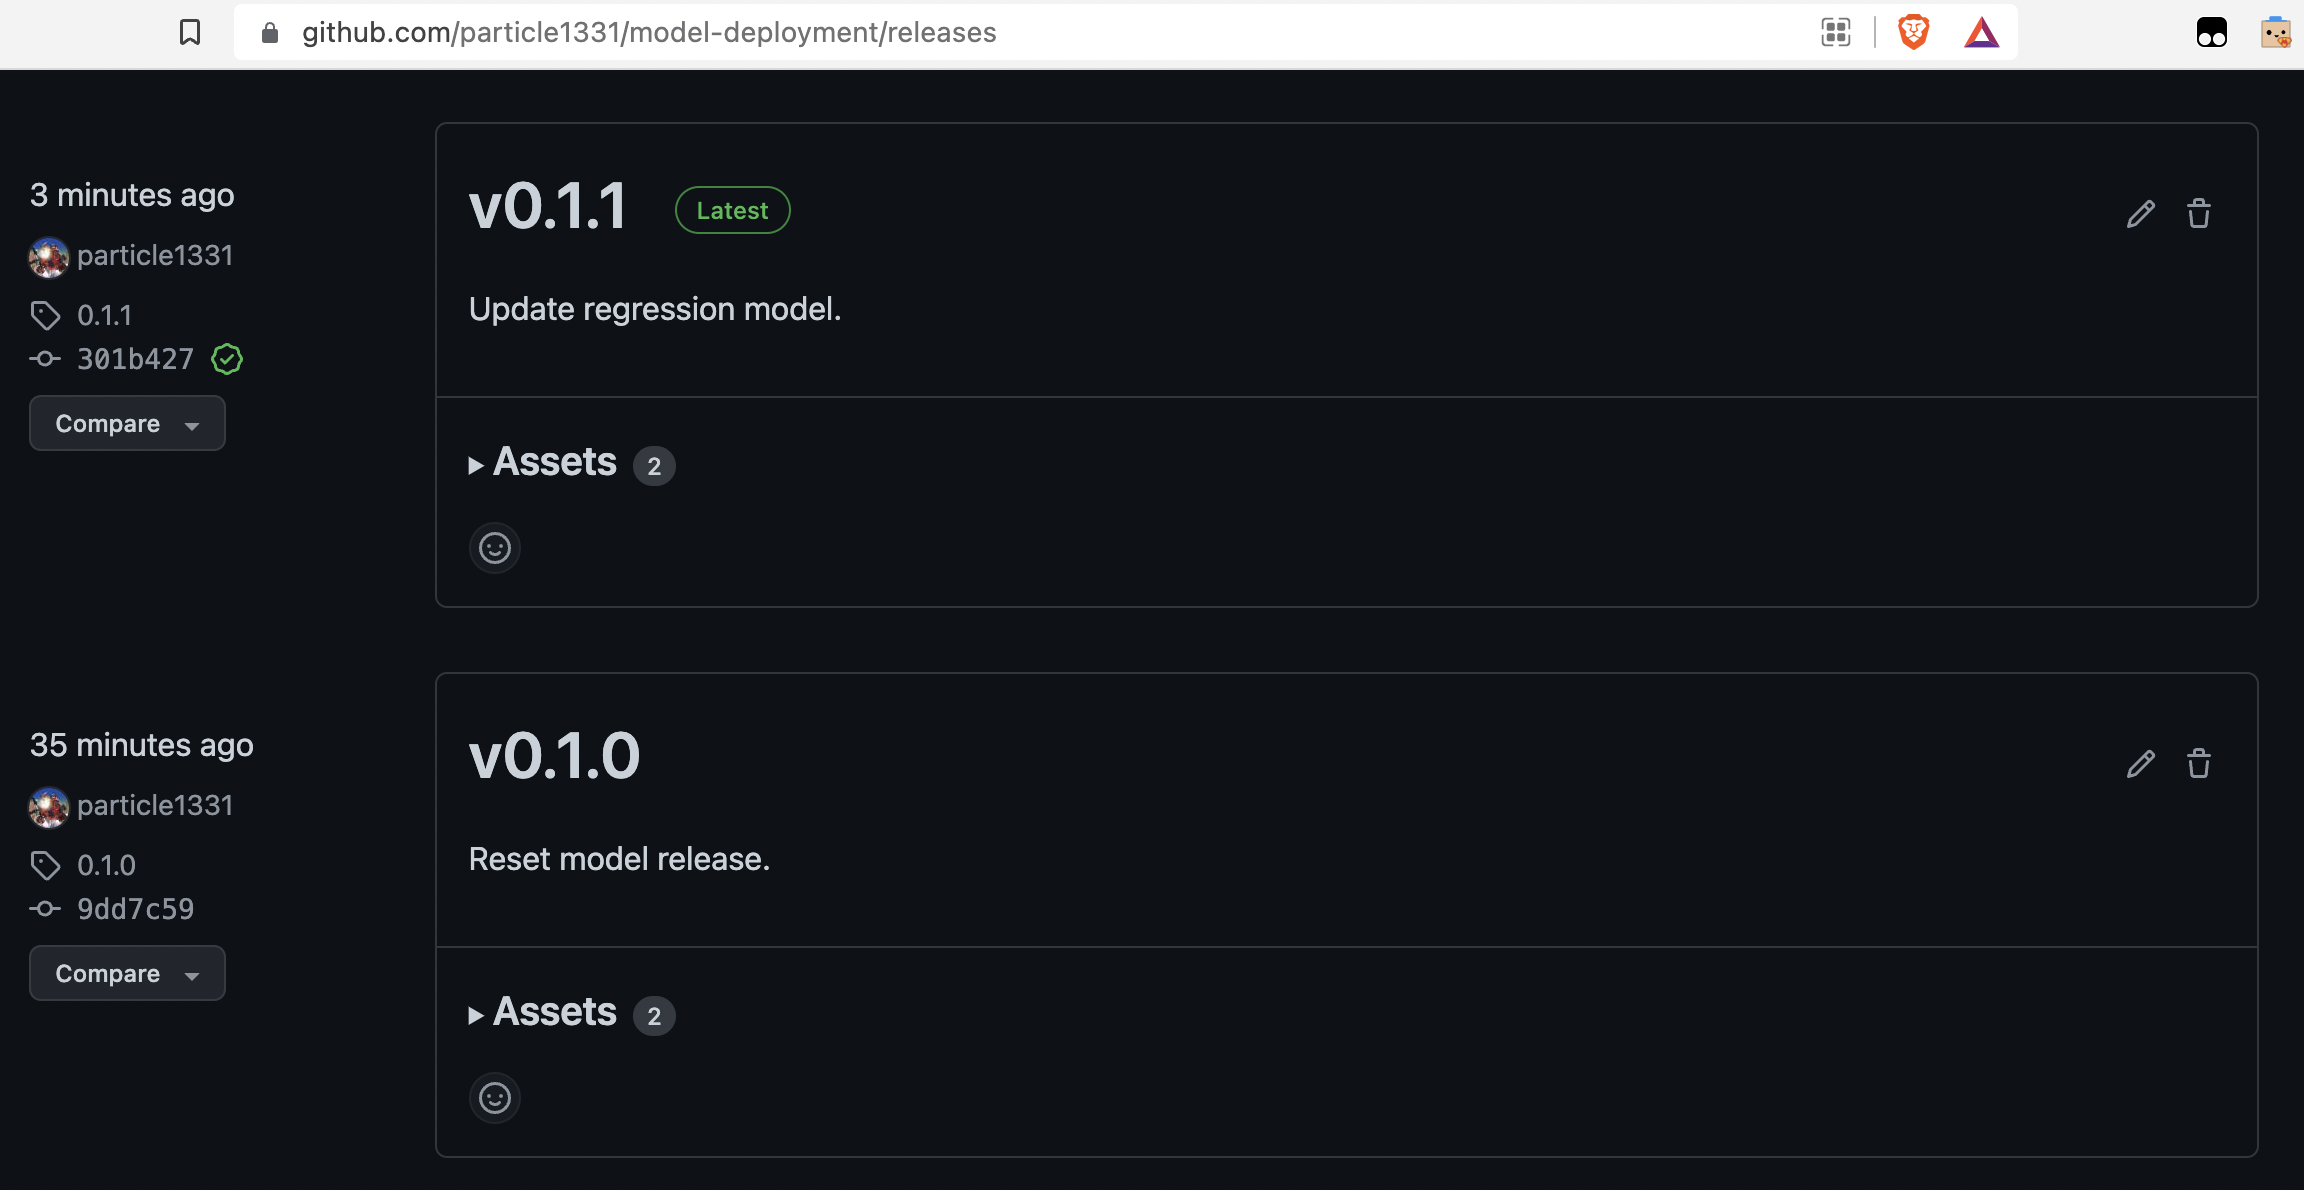 github.com/particle1331/model-deployment/releases
3 minutes ago
particle1331
0.1.1
301b427
Compare
v0.1.1 Latest
Update regression model.
Assets 2
35 minutes ago
particle1331
0.1.0
9dd7c59
Compare
v0.1.0
Reset model release.
Assets 2